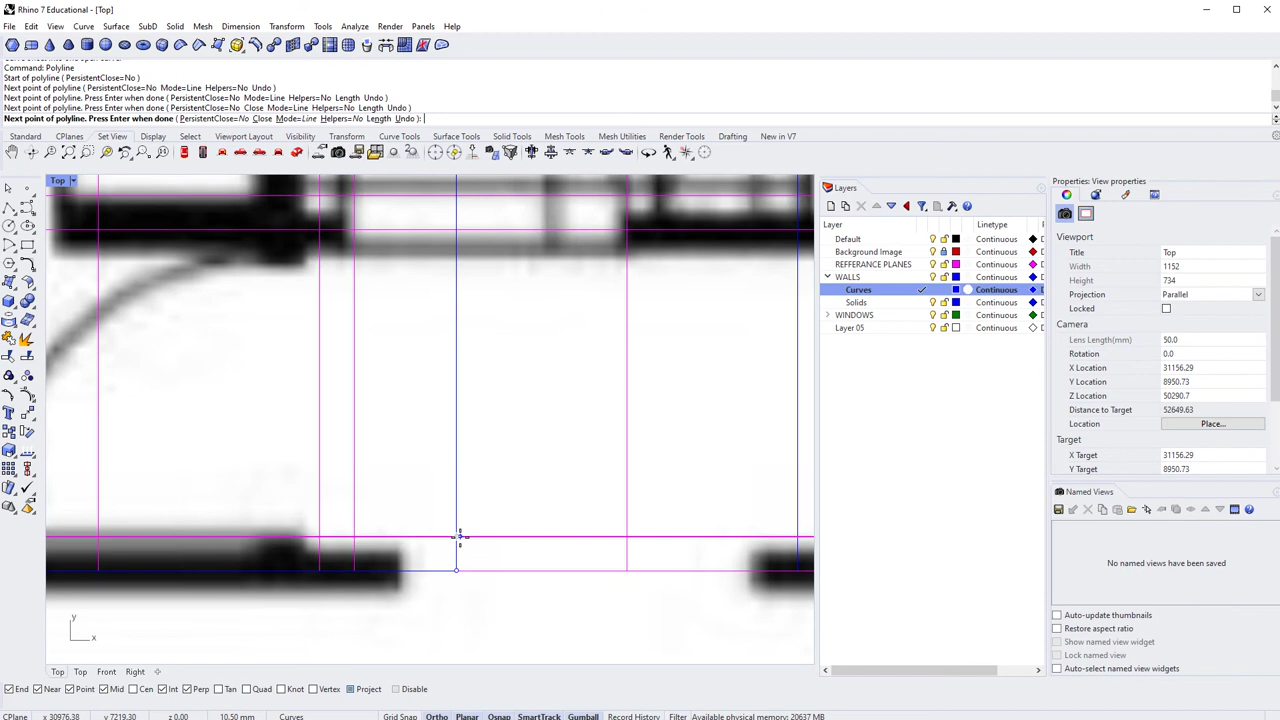 Rhino 7 Educational - [Top]
File Edit View Curve Surface SubD Solid Mesh Dimension Transform Tools Analyze Render Panels Help
Command: Polyline
Start of polyline ( PersistentClose=No )
Next point of polyline ( PersistentClose=No Mode=Line Helpers=No Undo )
Next point of polyline. Press Enter when done ( PersistentClose=No Mode=Line Helpers=No Length Undo )
Next point of polyline. Press Enter when done ( PersistentClose=No Close Mode=Line Helpers=No Length Undo )
Next point of polyline. Press Enter when done ( PersistentClose=No Close Mode=Line Helpers=No Length Undo ):
Standard CPlanes Set View Display Select Viewport Layout Visibility Transform Curve Tools Surface Tools Solid Tools Mesh Tools Mesh Utilities Render Tools Drafting New in V7
Top
Layers
Layer Linetype
Default Continuous D
Background Image Continuous D
REFFERANCE PLANES Continuous D
WALLS Continuous D
Curves Continuous D
Solids Continuous D
WINDOWS Continuous D
Layer 05 Continuous D
Properties: View properties
Viewport
Title Top
Width 1152
Height 734
Projection Parallel
Locked
Camera
Lens Length(mm) 50.0
Rotation 0.0
X Location 31156.29
Y Location 8950.73
Z Location 50290.7
Distance to Target 52649.63
Location Place...
Target
X Target 31156.29
Y Target 8950.73
Named Views
No named views have been saved
Auto-update thumbnails
Restore aspect ratio
Show named view widget
Lock named view
Auto-select named view widgets
y
x
Top Top Front Right
End Near Point Mid Cen Int Perp Tan Quad Knot Vertex Project Disable
CPlane x 30976.38 y 7219.30 z 0.00 10.50 mm Curves Grid Snap Ortho Planar Osnap SmartTrack Gumball Record History Filter Available physical memory: 20637 MB